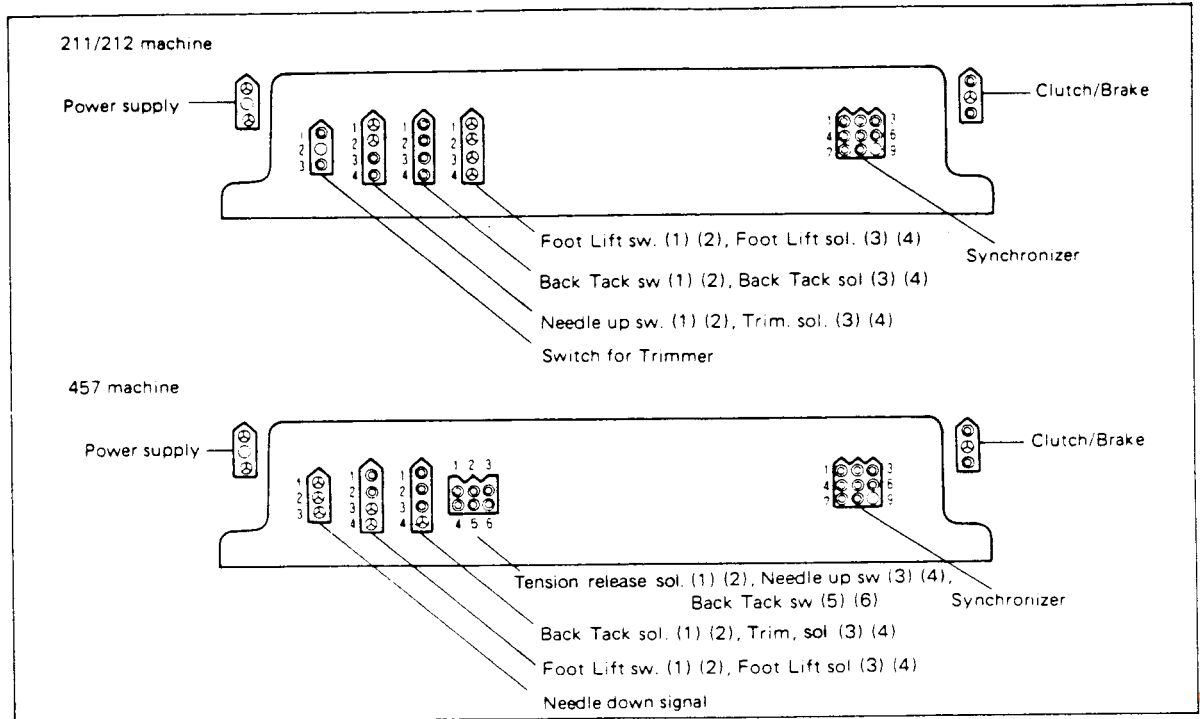 211/212 machine
Power supply
Clutch/Brake
1
2
3
1
2
3
4
1
2
3
4
1
2
3
4
1 3
4 6
7 9
Foot Lift sw. (1) (2), Foot Lift sol. (3) (4)
Synchronizer
Back Tack sw (1) (2), Back Tack sol (3) (4)
Needle up sw. (1) (2), Trim. sol. (3) (4)
Switch for Trimmer
457 machine
Power supply
Clutch/Brake
1
2
3
1
2
3
4
1
2
3
4
1 2 3
4 5 6
1 3
4 6
7 9
Tension release sol. (1) (2), Needle up sw (3) (4),
Back Tack sw (5) (6)
Synchronizer
Back Tack sol. (1) (2), Trim, sol (3) (4)
Foot Lift sw. (1) (2), Foot Lift sol (3) (4)
Needle down signal